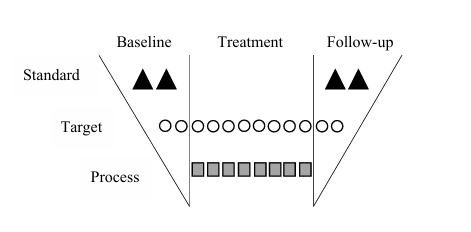 Baseline Treatment Follow-up
Standard
Target
Process